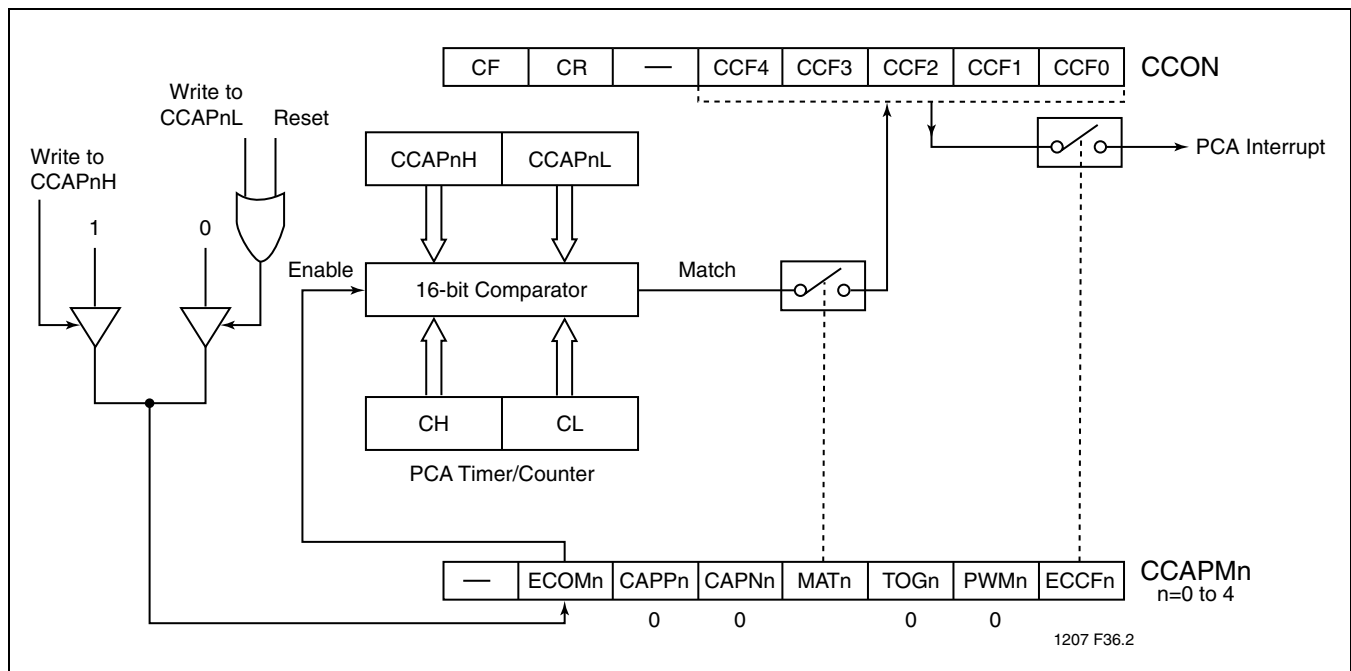 CF CR — CCF4 CCF3 CCF2 CCF1 CCF0 CCON
Write to
CCAPnL
Reset
Write to
CCAPnH
CCAPnH CCAPnL
PCA Interrupt
1 0
Enable
16-bit Comparator
Match
CH CL
PCA Timer/Counter
— ECOMn CAPPn CAPNn MATn TOGn PWMn ECCFn CCAPMn
n=0 to 4
0 0 0 0
1207 F36.2